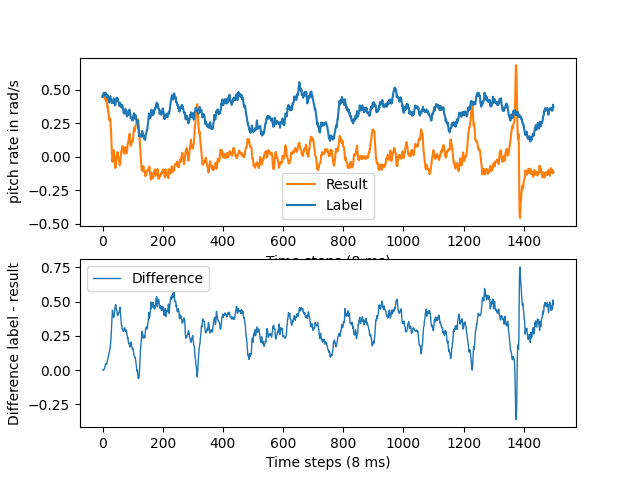 pitch rate in rad/s
0.50
0.25
0.00
−0.25
−0.50
Result
Label
0 200 400 600 800 1000 1200 1400
Time steps (8 ms)
Difference label - result
0.75
0.50
0.25
0.00
−0.25
Difference
0 200 400 600 800 1000 1200 1400
Time steps (8 ms)